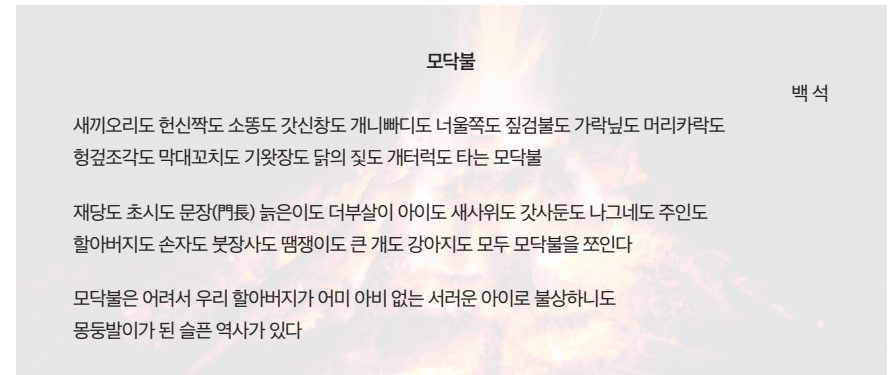 모닥불
백 석
새끼오리도 헌신짝도 소똥도 갓신창도 개니빠디도 너울쪽도 짚검불도 가락닢도 머리카락도
헝겊조각도 막대꼬치도 기왓장도 닭의 짗도 개터럭도 타는 모닥불
재당도 초시도 문장(門長) 늙은이도 더부살이 아이도 새사위도 갓사둔도 나그네도 주인도
할아버지도 손자도 붓장사도 땜쟁이도 큰 개도 강아지도 모두 모닥불을 쪼인다
모닥불은 어려서 우리 할아버지가 어미 아비 없는 서러운 아이로 불상하니도
몽둥발이가 된 슬픈 역사가 있다